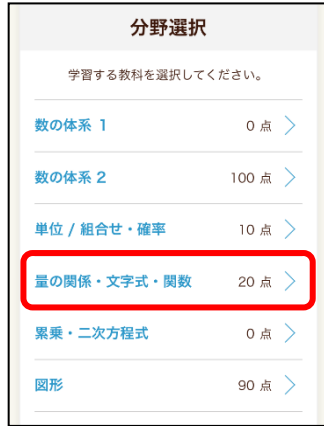 分野選択
学習する教科を選択してください。
数の体系 1 0 点
数の体系 2 100 点
単位 / 組合せ・確率 10 点
量の関係・文字式・関数 20 点
累乗・二次方程式 0 点
図形 90 点